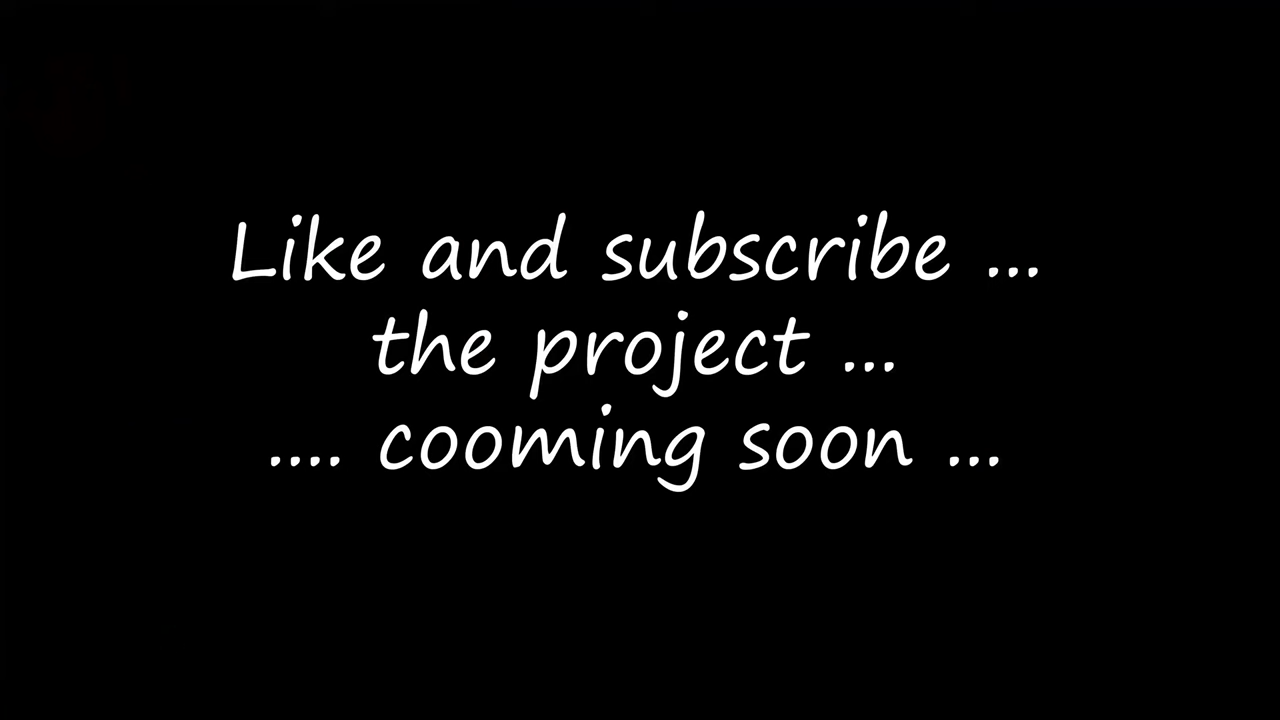 Like and subscribe ...
the project ...
.... cooming soon ...